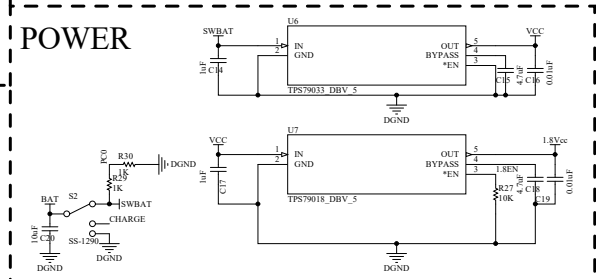 POWER
SWBAT
U6
VCC
1
IN
OUT
5
2
GND
BYPASS
4
*EN
3
1uF
C14
4.7uF
C15
C16
0.01uF
TPS79033_DBV_5
DGND
VCC
U7
1.8Vcc
1
IN
OUT
5
2
GND
BYPASS
4
*EN
3
1.8EN
1uF
C17
4.7uF
C18
C19
0.01uF
R27
10K
TPS79018_DBV_5
DGND
PC0
R30
1K
DGND
R29
1K
BAT
S2
SWBAT
CHARGE
10uF
C20
SS-1290
DGND
DGND